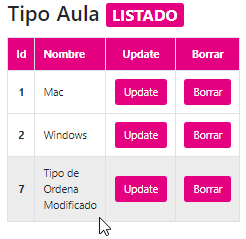 Tipo Aula LISTADO
Id Nombre Update Borrar
1 Mac Update Borrar
2 Windows Update Borrar
7 Tipo de Ordena Modificado Update Borrar